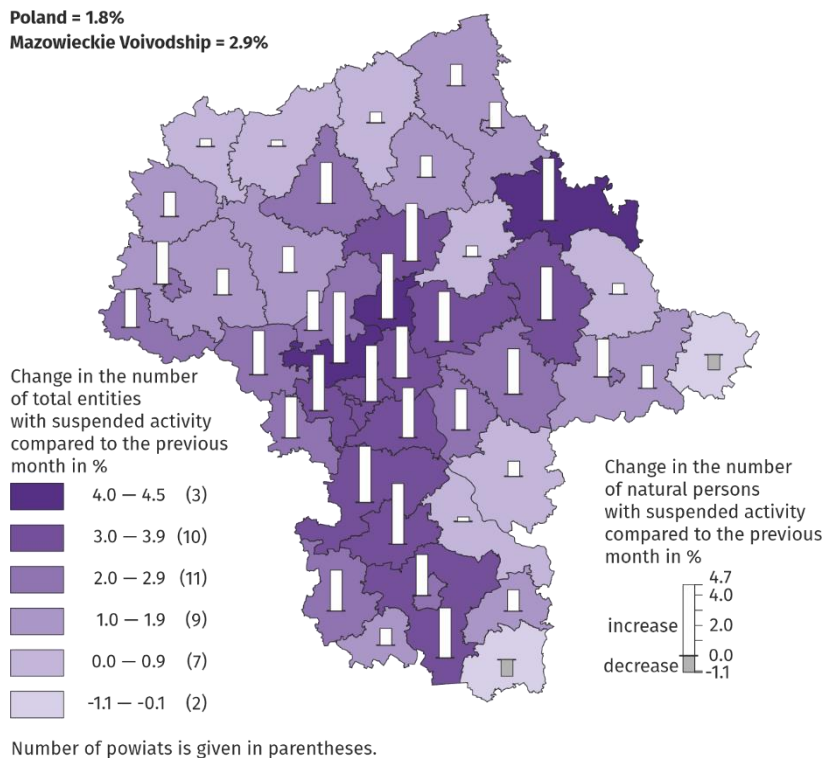 Poland = 1.8%
Mazowieckie Voivodship = 2.9%
Change in the number
of total entities
with suspended activity
compared to the previous
month in %
4.0 — 4.5 (3)
3.0 — 3.9 (10)
2.0 — 2.9 (11)
1.0 — 1.9 (9)
0.0 — 0.9 (7)
-1.1 — -0.1 (2)
Change in the number
of natural persons
with suspended activity
compared to the previous
month in %
4.7
4.0
increase 2.0
0.0
decrease -1.1
Number of powiats is given in parentheses.